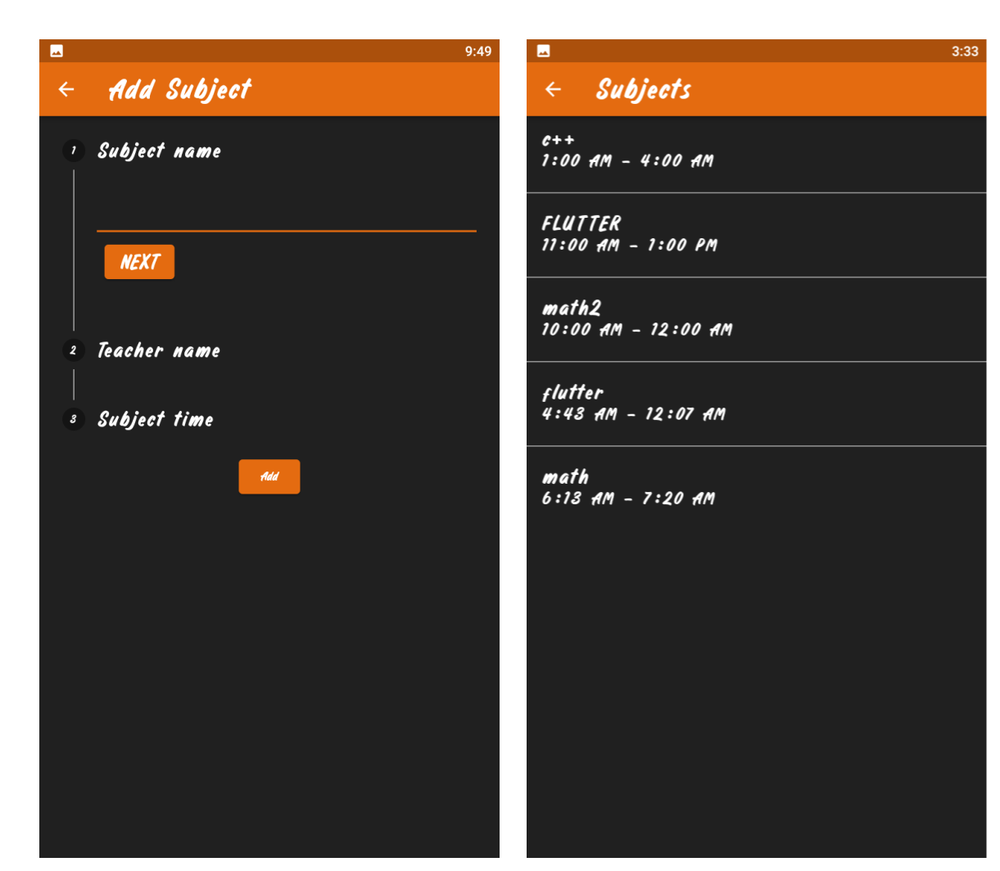 9:49
Add Subject
1 Subject name
NEXT
2 Teacher name
3 Subject time
Add
3:33
Subjects
c++
1:00 AM - 4:00 AM
FLUTTER
11:00 AM - 1:00 PM
math2
10:00 AM - 12:00 AM
flutter
4:43 AM - 12:07 AM
math
6:13 AM - 7:20 AM